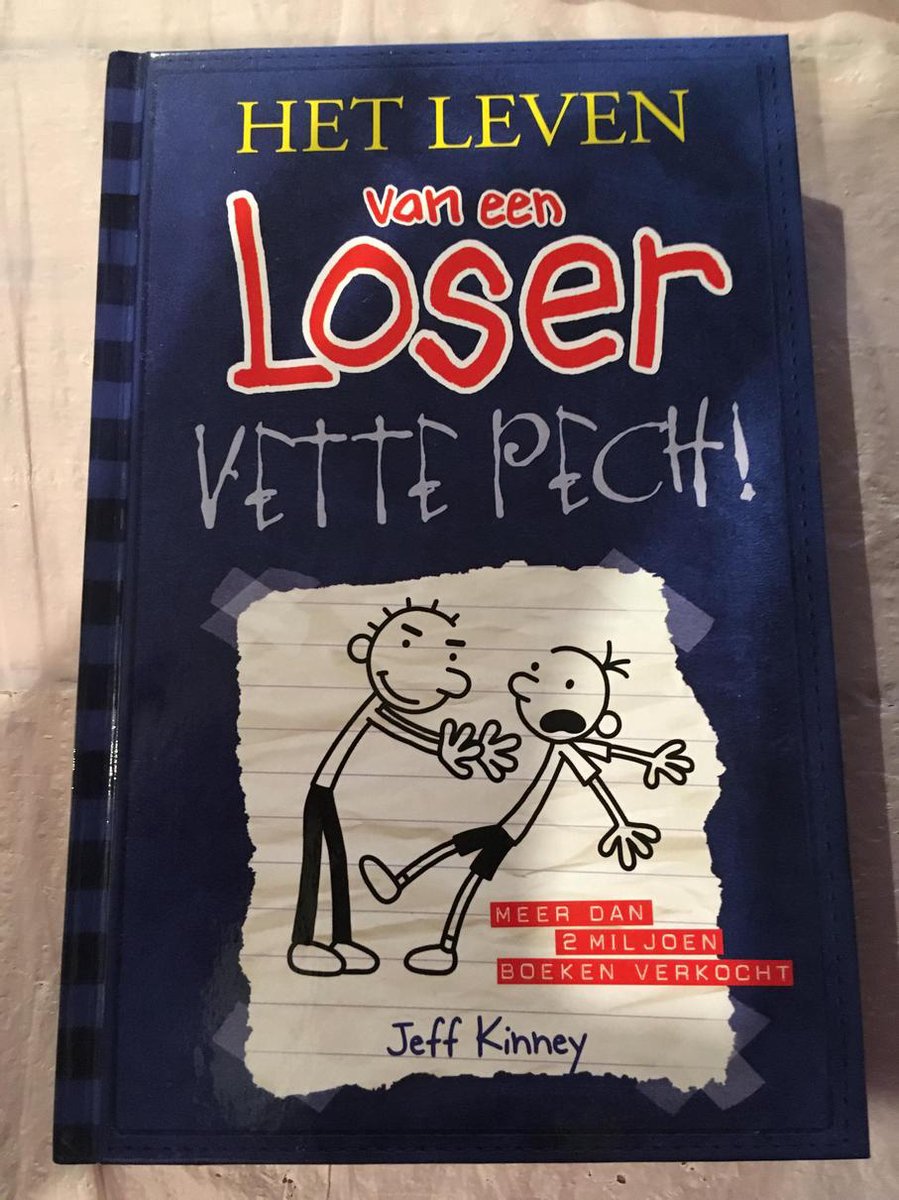 HET LEVEN
van een
Loser
VETTE PECH!
MEER DAN
2 MILJOEN
BOEKEN VERKOCHT
Jeff Kinney